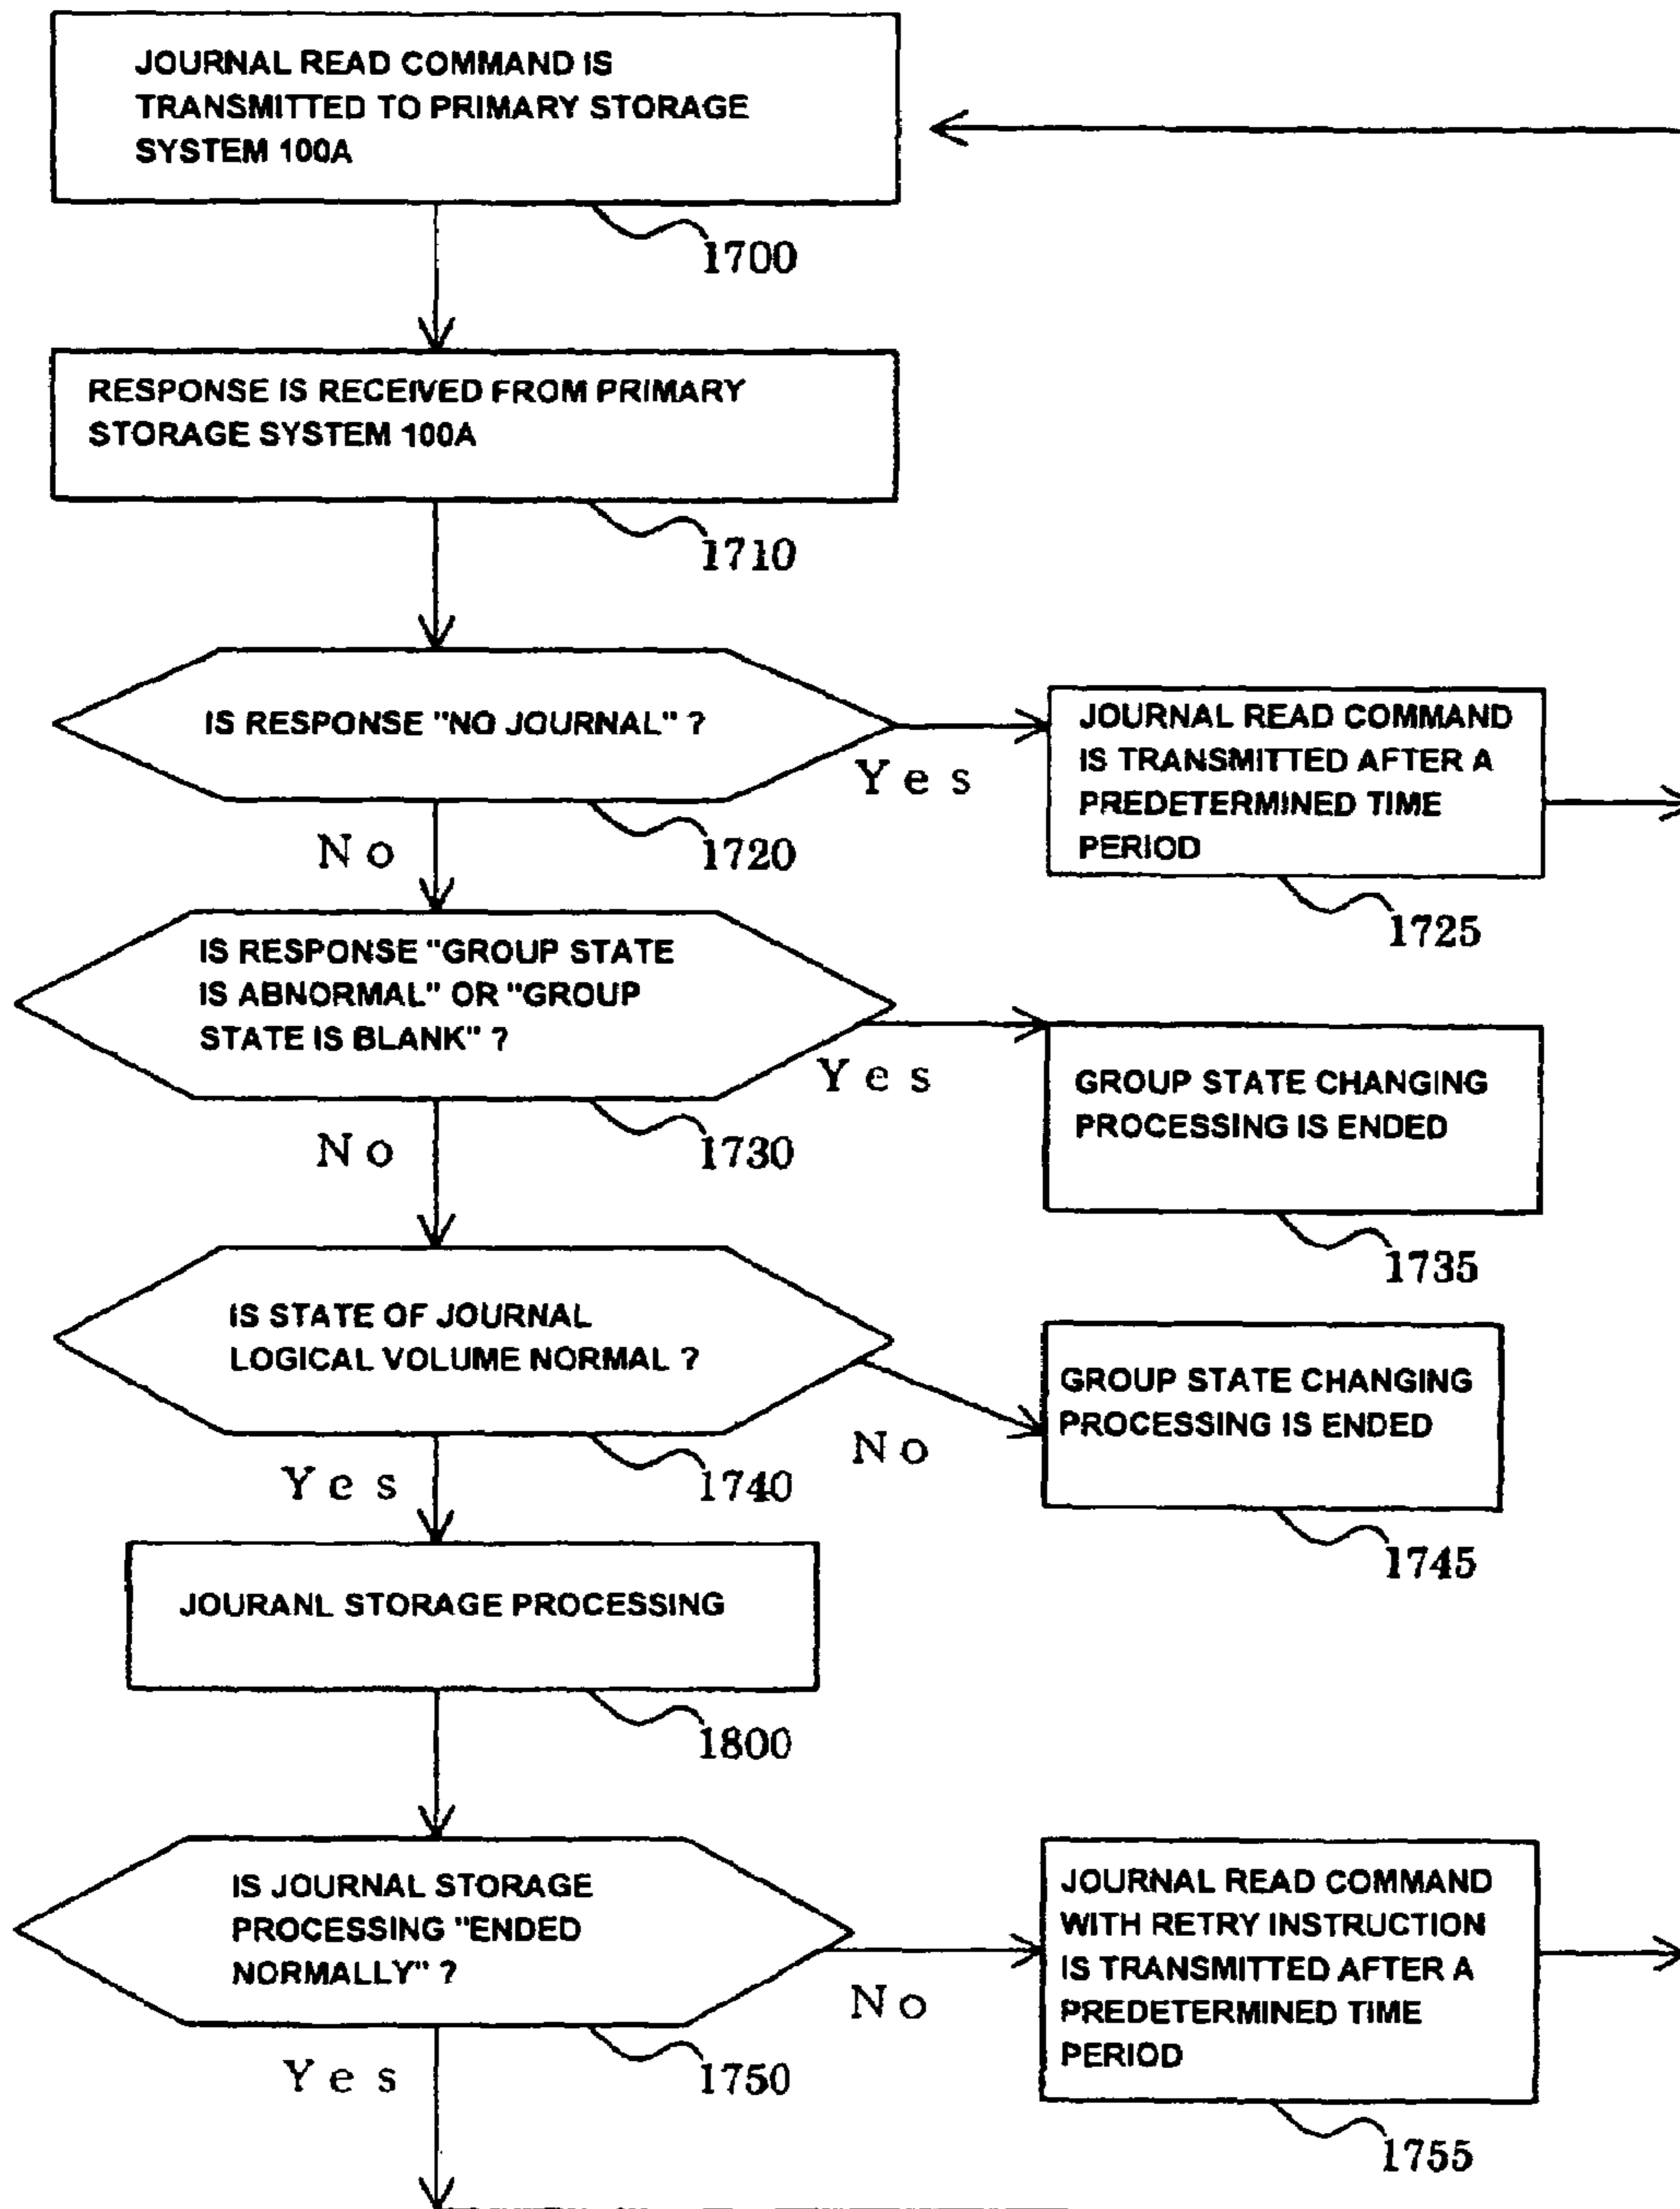 JOURNAL READ COMMAND IS
TRANSMITTED TO PRIMARY STORAGE
SYSTEM 100A
1700
RESPONSE IS RECEIVED FROM PRIMARY
STORAGE SYSTEM 100A
1710
IS RESPONSE "NO JOURNAL" ?
Yes
No
1720
JOURNAL READ COMMAND
IS TRANSMITTED AFTER A
PREDETERMINED TIME
PERIOD
1725
IS RESPONSE "GROUP STATE
IS ABNORMAL" OR "GROUP
STATE IS BLANK" ?
Yes
No
1730
GROUP STATE CHANGING
PROCESSING IS ENDED
1735
IS STATE OF JOURNAL
LOGICAL VOLUME NORMAL ?
No
Yes
1740
GROUP STATE CHANGING
PROCESSING IS ENDED
1745
JOURANL STORAGE PROCESSING
1800
IS JOURNAL STORAGE
PROCESSING "ENDED
NORMALLY" ?
No
Yes
1750
JOURNAL READ COMMAND
WITH RETRY INSTRUCTION
IS TRANSMITTED AFTER A
PREDETERMINED TIME
PERIOD
1755